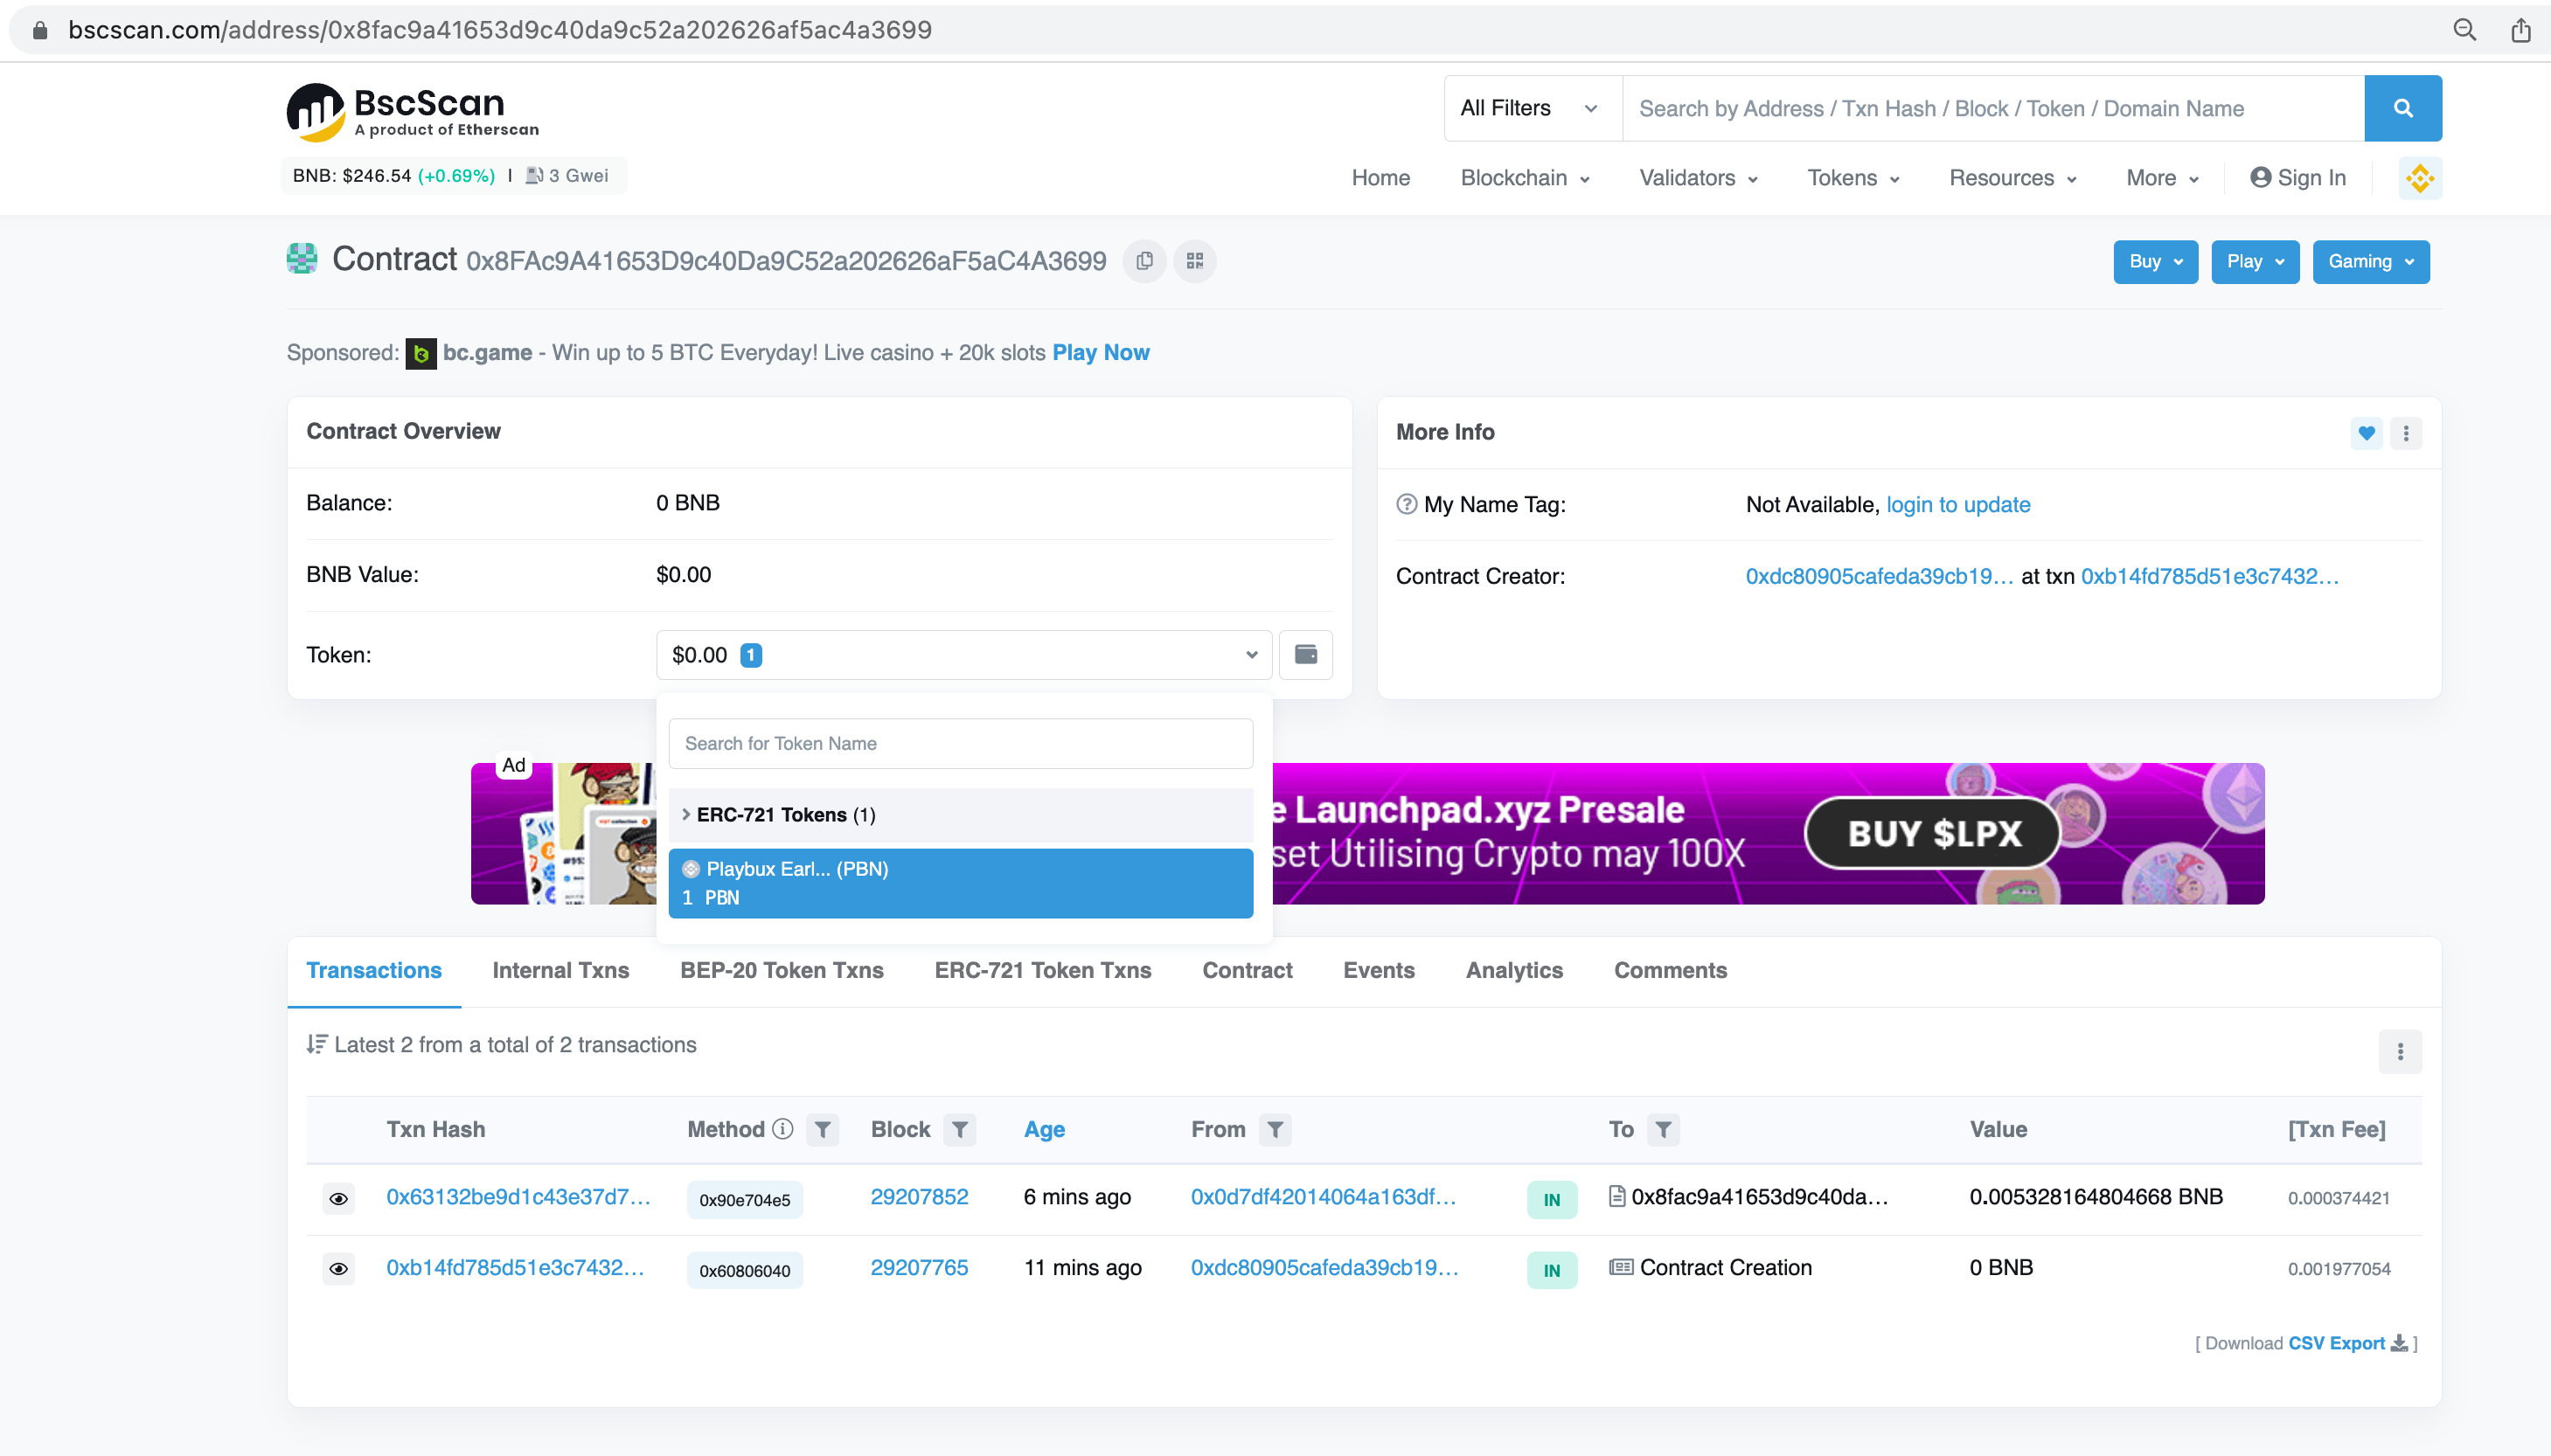 bscscan.com/address/0x8fac9a41653d9c40da9c52a202626af5ac4a3699
BscScan
A product of Etherscan
All Filters
Search by Address / Txn Hash / Block / Token / Domain Name
BNB: $246.54 (+0.69%) | 3 Gwei
Home Blockchain Validators Tokens Resources More Sign In
Contract 0x8FAc9A41653D9c40Da9C52a202626aF5aC4A3699
Buy Play Gaming
Sponsored: bc.game - Win up to 5 BTC Everyday! Live casino + 20k slots Play Now
Contract Overview
Balance: 0 BNB
BNB Value: $0.00
Token: $0.00 1
More Info
My Name Tag: Not Available, login to update
Contract Creator: 0xdc80905cafeda39cb19... at txn 0xb14fd785d51e3c7432...
Search for Token Name
ERC-721 Tokens (1)
Playbux Earl... (PBN)
1 PBN
Ad
e Launchpad.xyz Presale
set Utilising Crypto may 100X
BUY $LPX
Transactions Internal Txns BEP-20 Token Txns ERC-721 Token Txns Contract Events Analytics Comments
Latest 2 from a total of 2 transactions
Txn Hash Method Block Age From To Value [Txn Fee]
0x63132be9d1c43e37d7... 0x90e704e5 29207852 6 mins ago 0x0d7df42014064a163df... IN 0x8fac9a41653d9c40da... 0.005328164804668 BNB 0.000374421
0xb14fd785d51e3c7432... 0x60806040 29207765 11 mins ago 0xdc80905cafeda39cb19... IN Contract Creation 0 BNB 0.001977054
[ Download CSV Export ]